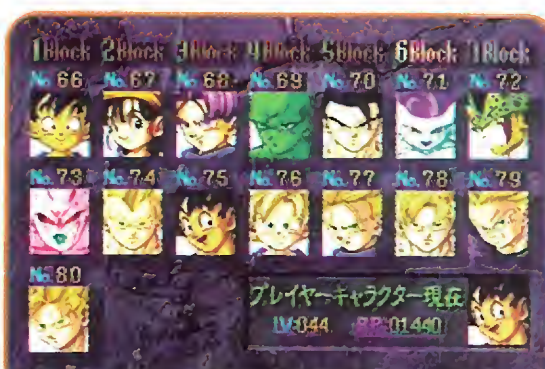 1Block 2Block 3Block 4Block 5Block 6Block 7Block
No.66 No.67 No.68 No.69 No.70 No.71 No.72
No.73 No.74 No.75 No.76 No.77 No.78 No.79
No.80
プレイヤーキャラクター現在
LV:044 BP:01440